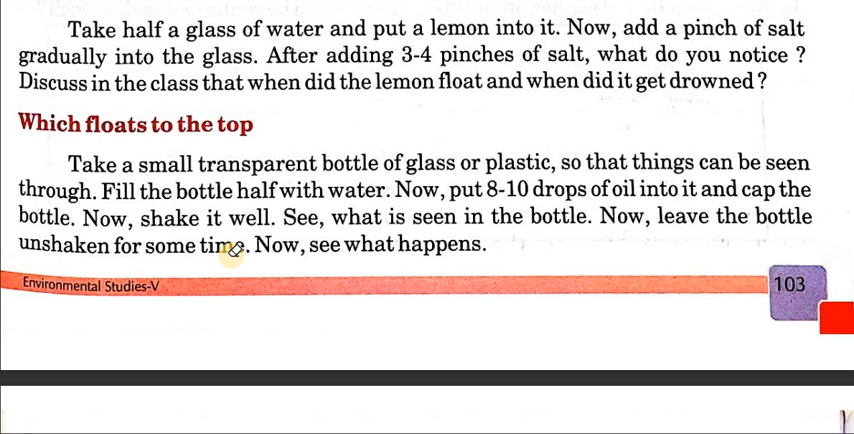 Take half a glass of water and put a lemon into it. Now, add a pinch of salt
gradually into the glass. After adding 3-4 pinches of salt, what do you notice ?
Discuss in the class that when did the lemon float and when did it get drowned ?
Which floats to the top
Take a small transparent bottle of glass or plastic, so that things can be seen
through. Fill the bottle half with water. Now, put 8-10 drops of oil into it and cap the
bottle. Now, shake it well. See, what is seen in the bottle. Now, leave the bottle
unshaken for some time. Now, see what happens.
Environmental Studies-V
103